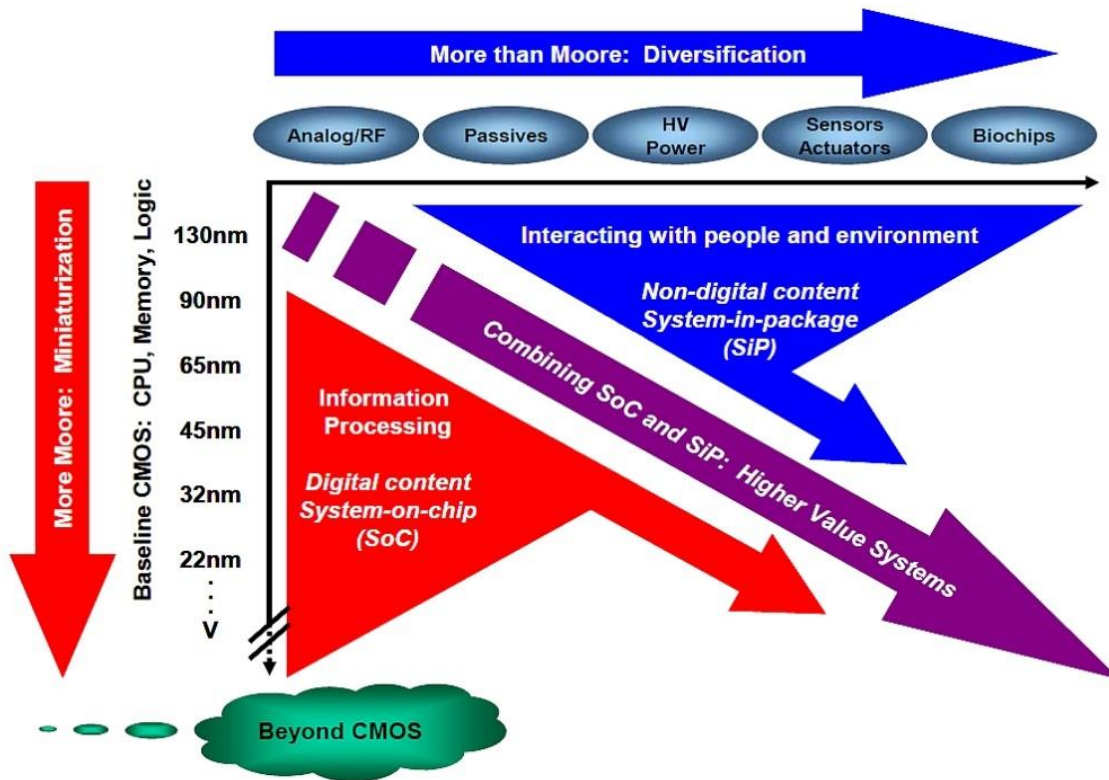 More than Moore: Diversification
Analog/RF
Passives
HV
Power
Sensors
Actuators
Biochips
More Moore: Miniaturization
Baseline CMOS: CPU, Memory, Logic
130nm
90nm
65nm
45nm
32nm
22nm
V
Interacting with people and environment
Non-digital content
System-in-package
(SiP)
Combining SoC and SiP: Higher Value Systems
Information
Processing
Digital content
System-on-chip
(SoC)
Beyond CMOS